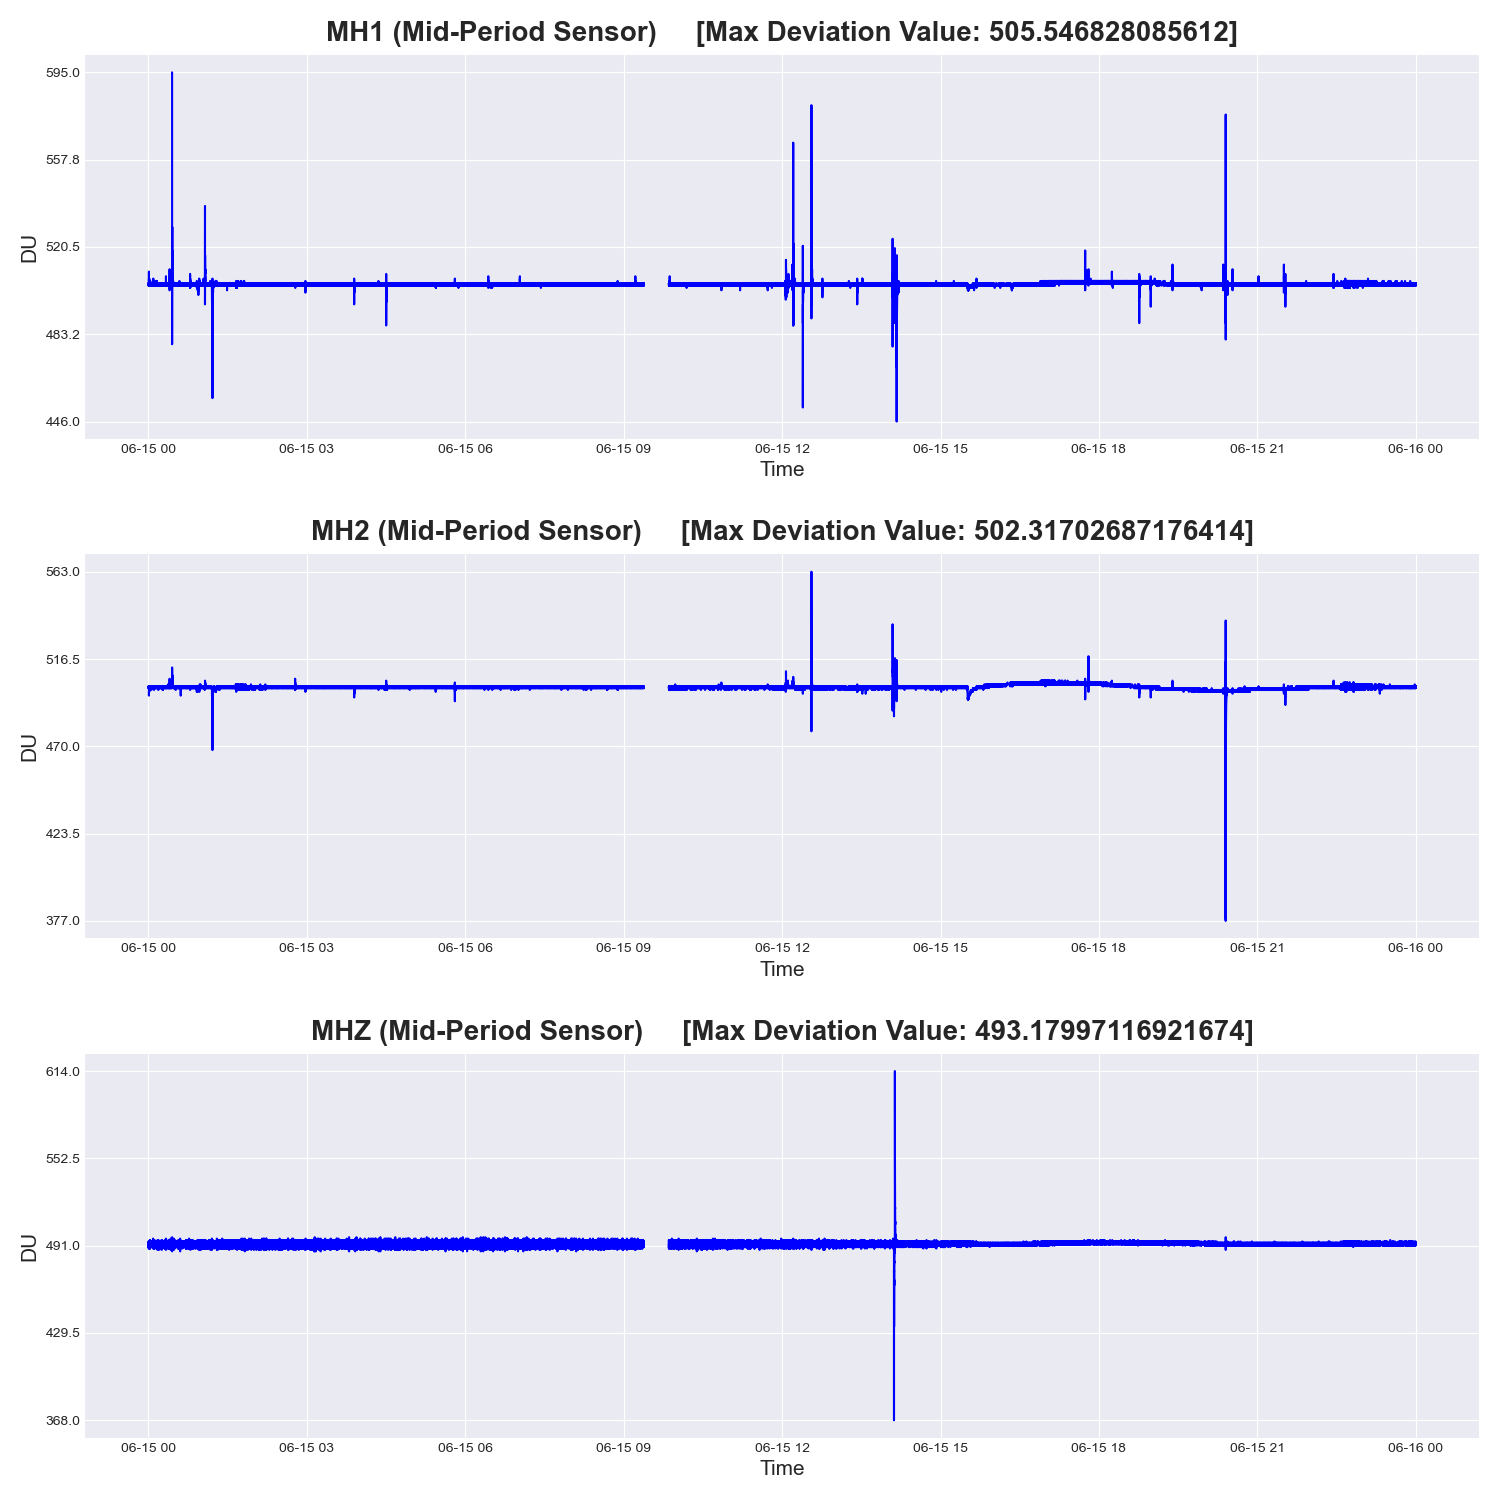 MH1 (Mid-Period Sensor) [Max Deviation Value: 505.546828085612]
595.0
557.8
520.5
483.2
446.0
DU
06-15 00 06-15 03 06-15 06 06-15 09 06-15 12 06-15 15 06-15 18 06-15 21 06-16 00
Time
MH2 (Mid-Period Sensor) [Max Deviation Value: 502.31702687176414]
563.0
516.5
470.0
423.5
377.0
DU
06-15 00 06-15 03 06-15 06 06-15 09 06-15 12 06-15 15 06-15 18 06-15 21 06-16 00
Time
MHZ (Mid-Period Sensor) [Max Deviation Value: 493.17997116921674]
614.0
552.5
491.0
429.5
368.0
DU
06-15 00 06-15 03 06-15 06 06-15 09 06-15 12 06-15 15 06-15 18 06-15 21 06-16 00
Time